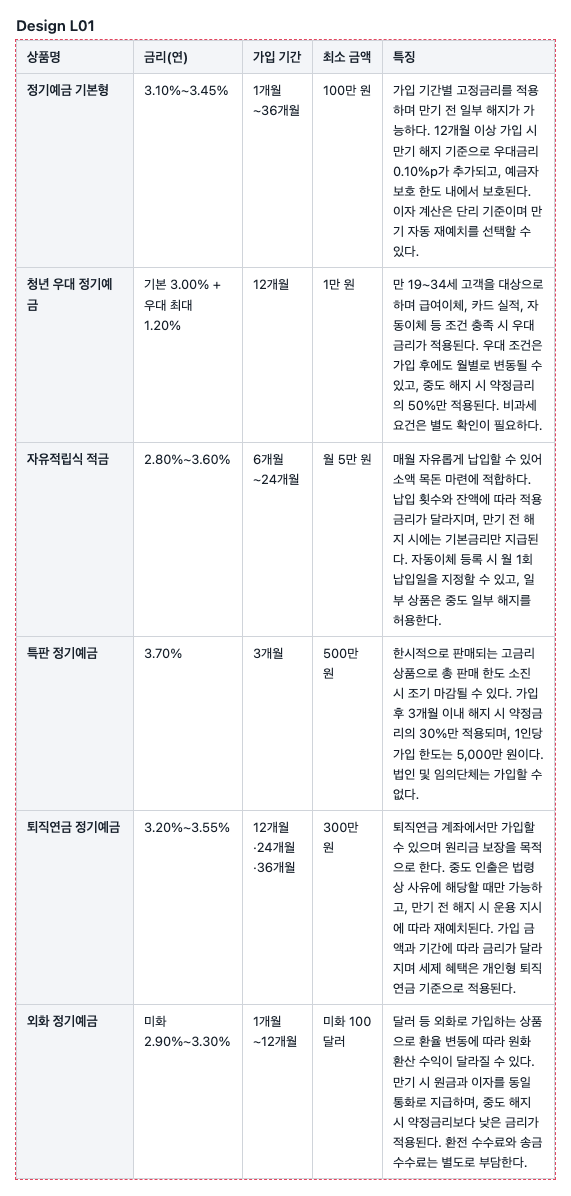 Design L01
상품명 금리(연) 가입 기간 최소 금액 특징
정기예금 기본형 3.10%~3.45% 1개월 100만 원 가입 기간별 고정금리를 적용
~36개월 하며 만기 전 일부 해지가 가
능하다. 12개월 이상 가입 시
만기 해지 기준으로 우대금리
0.10%p가 추가되고, 예금자
보호 한도 내에서 보호된다.
이자 계산은 단리 기준이며 만
기 자동 재예치를 선택할 수
있다.
청년 우대 정기예 기본 3.00% + 12개월 1만 원 만 19~34세 고객을 대상으로
금 우대 최대 하며 급여이체, 카드 실적, 자
1.20% 동이체 등 조건 충족 시 우대
금리가 적용된다. 우대 조건은
가입 후에도 월별로 변동될 수
있고, 중도 해지 시 약정금리
의 50%만 적용된다. 비과세
요건은 별도 확인이 필요하다.
자유적립식 적금 2.80%~3.60% 6개월 월 5만 원 매월 자유롭게 납입할 수 있어
~24개월 소액 목돈 마련에 적합하다.
납입 횟수와 잔액에 따라 적용
금리가 달라지며, 만기 전 해
지 시에는 기본금리만 지급된
다. 자동이체 등록 시 월 1회
납입일을 지정할 수 있고, 일
부 상품은 중도 일부 해지를
허용한다.
특판 정기예금 3.70% 3개월 500만 한시적으로 판매되는 고금리
원 상품으로 총 판매 한도 소진
시 조기 마감될 수 있다. 가입
후 3개월 이내 해지 시 약정금
리의 30%만 적용되며, 1인당
가입 한도는 5,000만 원이다.
법인 및 임의단체는 가입할 수
없다.
퇴직연금 정기예금 3.20%~3.55% 12개월 300만 퇴직연금 계좌에서만 가입할
·24개월 원 수 있으며 원리금 보장을 목적
·36개월 으로 한다. 중도 인출은 법령
상 사유에 해당할 때만 가능하
고, 만기 전 해지 시 운용 지시
에 따라 재예치된다. 가입 금
액과 기간에 따라 금리가 달라
지며 세제 혜택은 개인형 퇴직
연금 기준으로 적용된다.
외화 정기예금 미화 1개월 미화 100 달러 등 외화로 가입하는 상품
2.90%~3.30% ~12개월 달러 으로 환율 변동에 따라 원화
환산 수익이 달라질 수 있다.
만기 시 원금과 이자를 동일
통화로 지급하며, 중도 해지
시 약정금리보다 낮은 금리가
적용된다. 환전 수수료와 송금
수수료는 별도로 부담한다.